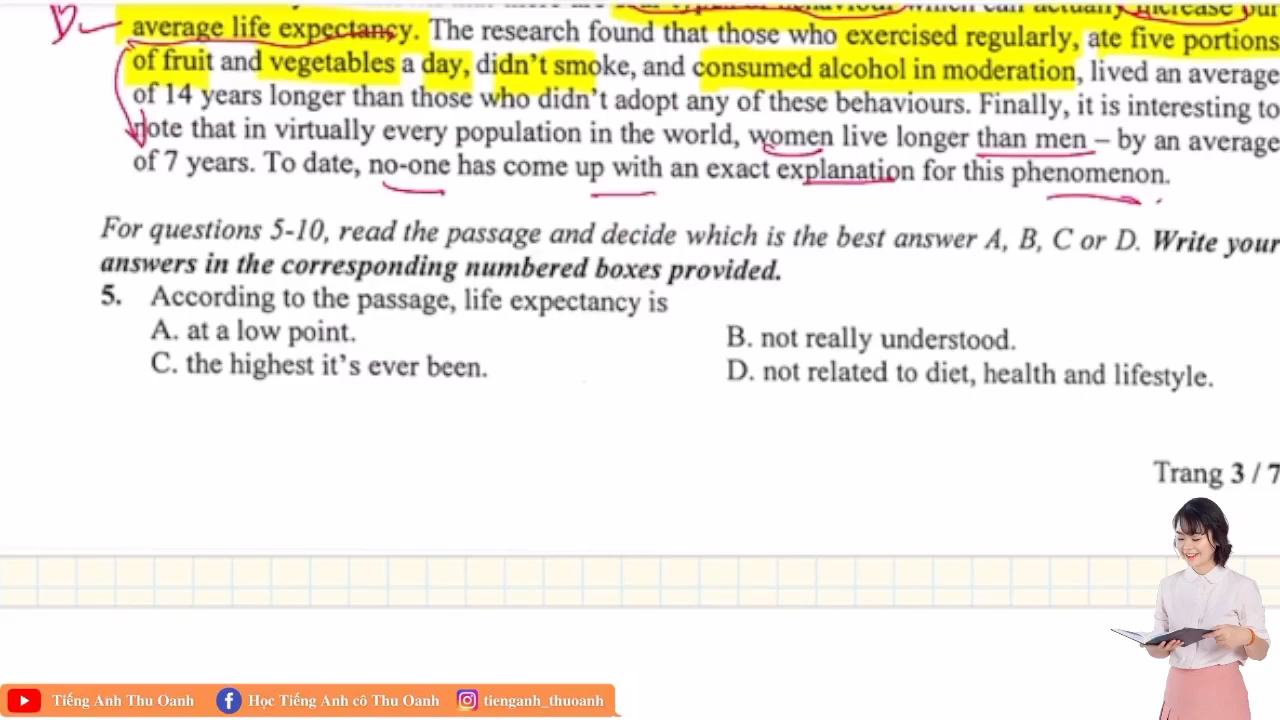 behaviour which can actually increase our
average life expectancy. The research found that those who exercised regularly, ate five portions
of fruit and vegetables a day, didn't smoke, and consumed alcohol in moderation, lived an average
of 14 years longer than those who didn't adopt any of these behaviours. Finally, it is interesting to
note that in virtually every population in the world, women live longer than men – by an average
of 7 years. To date, no-one has come up with an exact explanation for this phenomenon.
For questions 5-10, read the passage and decide which is the best answer A, B, C or D. Write your
answers in the corresponding numbered boxes provided.
5. According to the passage, life expectancy is
A. at a low point.
B. not really understood.
C. the highest it's ever been.
D. not related to diet, health and lifestyle.
Trang 3 / 7
Tiếng Anh Thu Oanh
Học Tiếng Anh cô Thu Oanh
tienganh_thuoanh